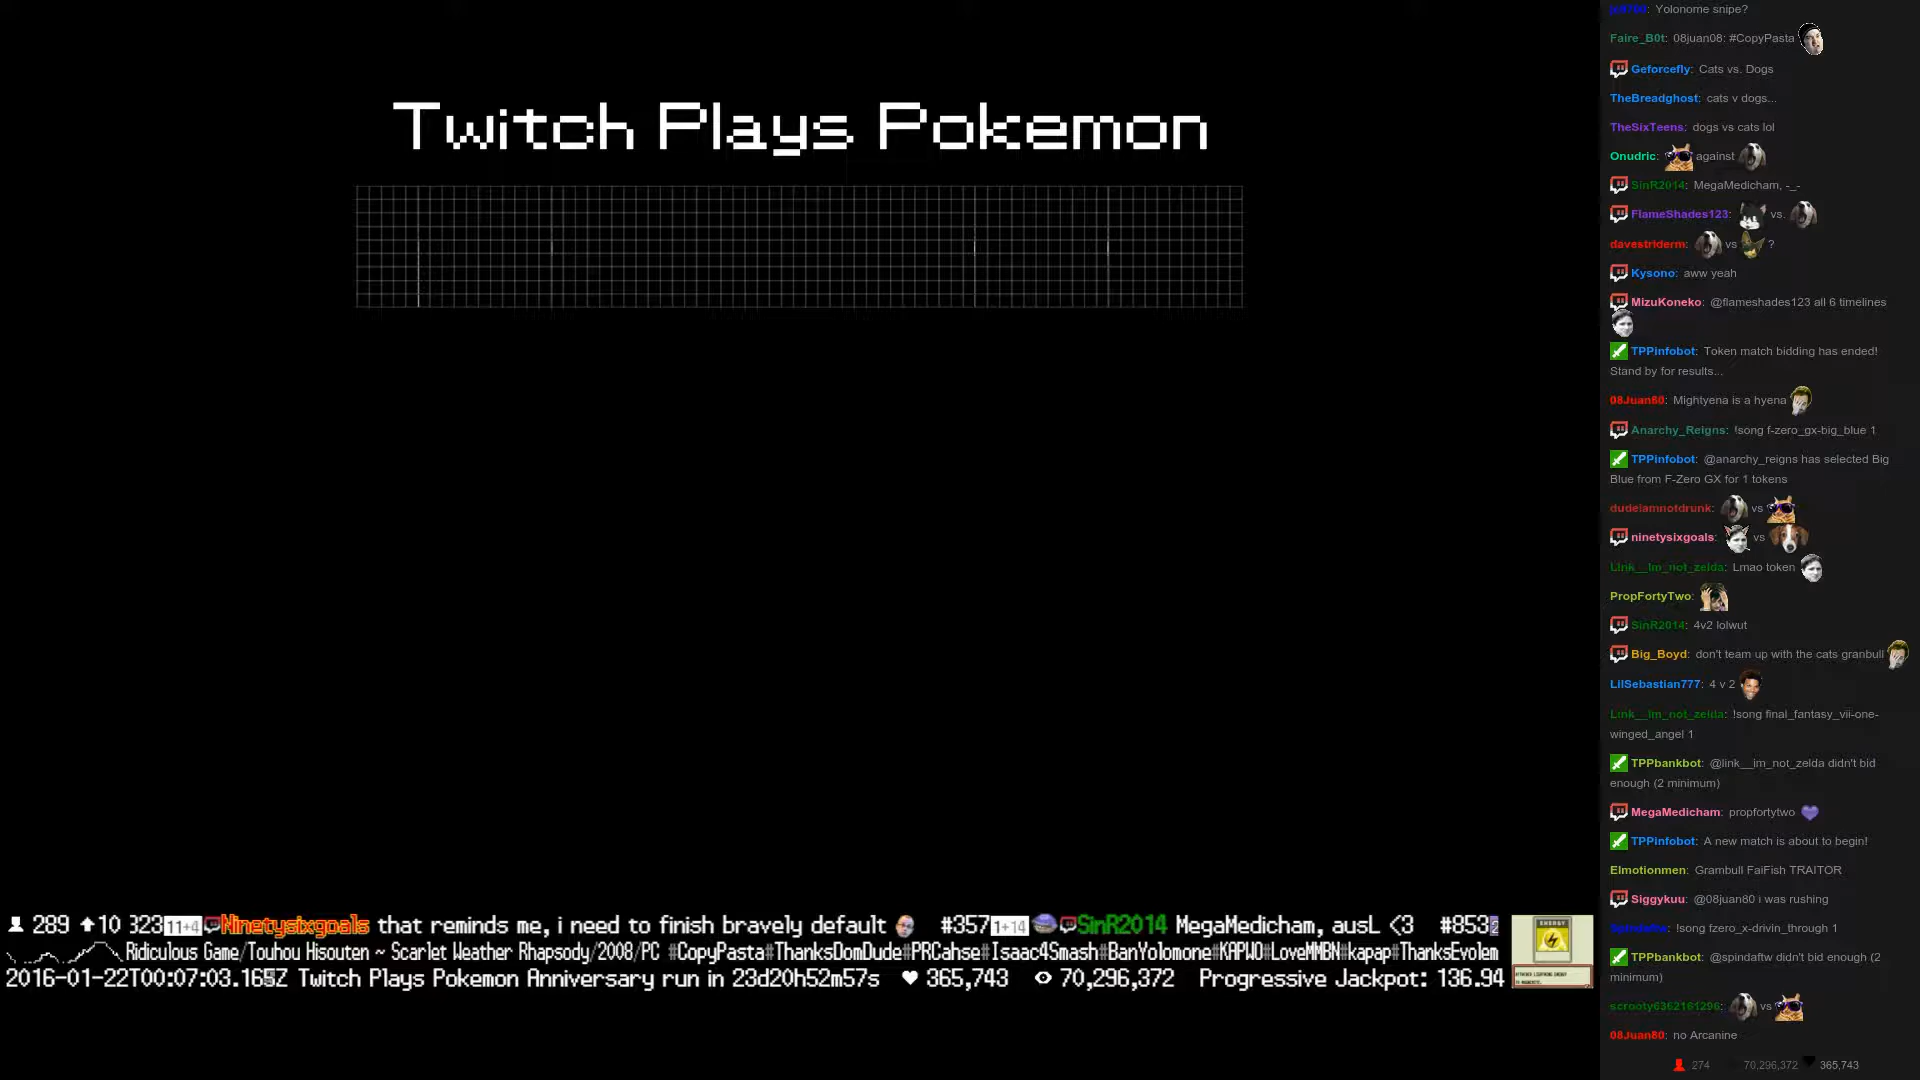 Twitch Plays Pokemon
289 10 323 11+4 Ninetysixgoals that reminds me, i need to finish bravely default #357 1+14 SinR2014 MegaMedicham, ausL <3 #853 2
Ridiculous Game/Touhou Hisouten ~ Scarlet Weather Rhapsody/2008/PC #CopyPasta#ThanksDomDude#PRCahse#Isaac4Smash#BanYolomone#KAPWO#LoveMMBN#kapap#ThanksEvolem
2016-01-22T00:07:03.165Z Twitch Plays Pokemon Anniversary run in 23d20h52m57s 365,743 70,296,372 Progressive Jackpot: 136.94
ENERGY
: Yolonome snipe?
Faire_B0t: 08juan08: #CopyPasta
Geforcefly: Cats vs. Dogs
TheBreadghost: cats v dogs...
TheSixTeens: dogs vs cats lol
Onudric: against
SinR2014: MegaMedicham, -_-
FlameShades123: vs.
davestriderm: vs ?
Kysono: aww yeah
MizuKoneko: @flameshades123 all 6 timelines
TPPinfobot: Token match bidding has ended!
Stand by for results...
08Juan80: Mightyena is a hyena
Anarchy_Reigns: !song f-zero_gx-big_blue 1
TPPinfobot: @anarchy_reigns has selected Big
Blue from F-Zero GX for 1 tokens
dudeiamnotdrunk: vs
ninetysixgoals: vs
Link__Im_not_zelda: Lmao token
PropFortyTwo:
SinR2014: 4v2 lolwut
Big_Boyd: don't team up with the cats granbull
LilSebastian777: 4 v 2
Link__Im_not_zelda: !song final_fantasy_vii-one-
winged_angel 1
TPPbankbot: @link__im_not_zelda didn't bid
enough (2 minimum)
MegaMedicham: propfortytwo
TPPinfobot: A new match is about to begin!
Elmotionmen: Grambull FaiFish TRAITOR
Siggykuu: @08juan80 i was rushing
Spindaftw: !song fzero_x-drivin_through 1
TPPbankbot: @spindaftw didn't bid enough (2
minimum)
scrooty6362161296: vs
08Juan80: no Arcanine
274 70,296,372 365,743